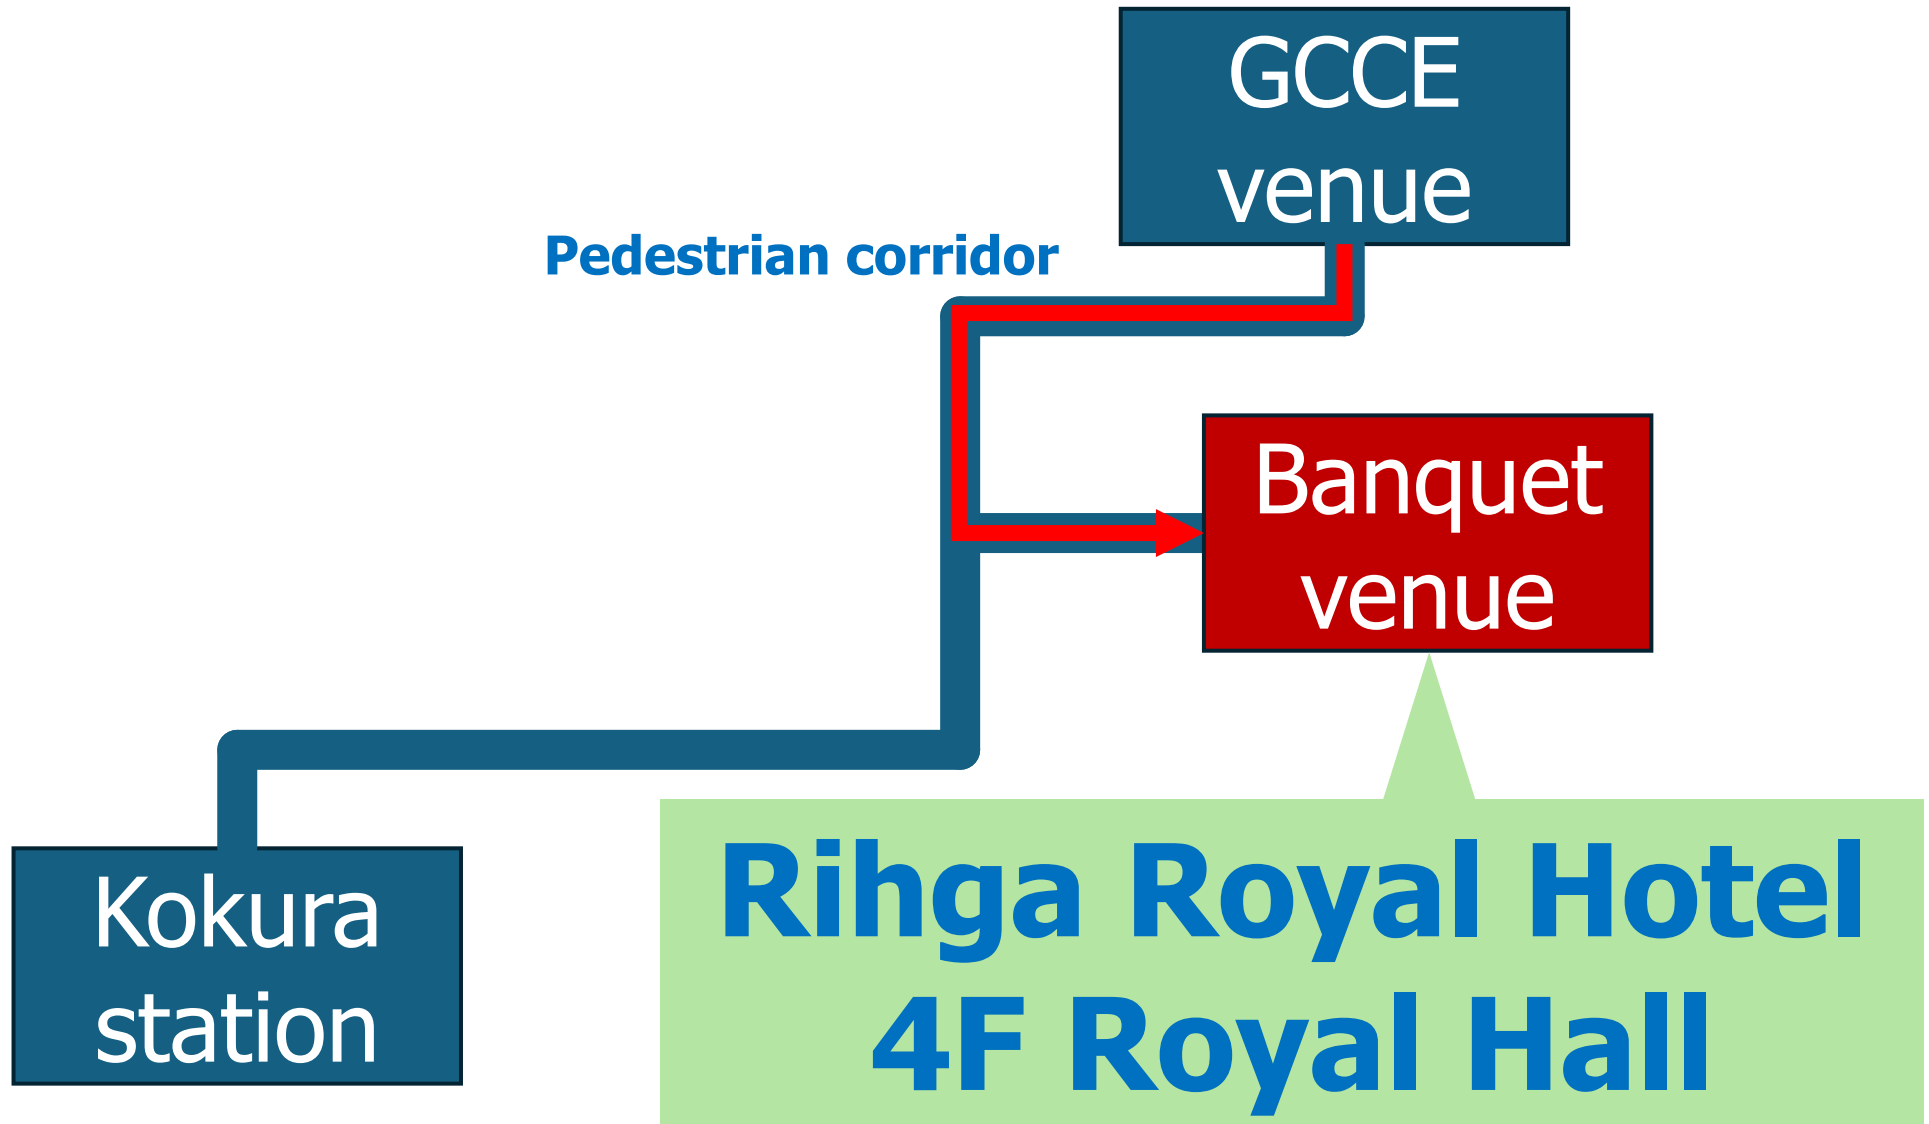 GCCE
venue
Pedestrian corridor
Banquet
venue
Rihga Royal Hotel
4F Royal Hall
Kokura
station